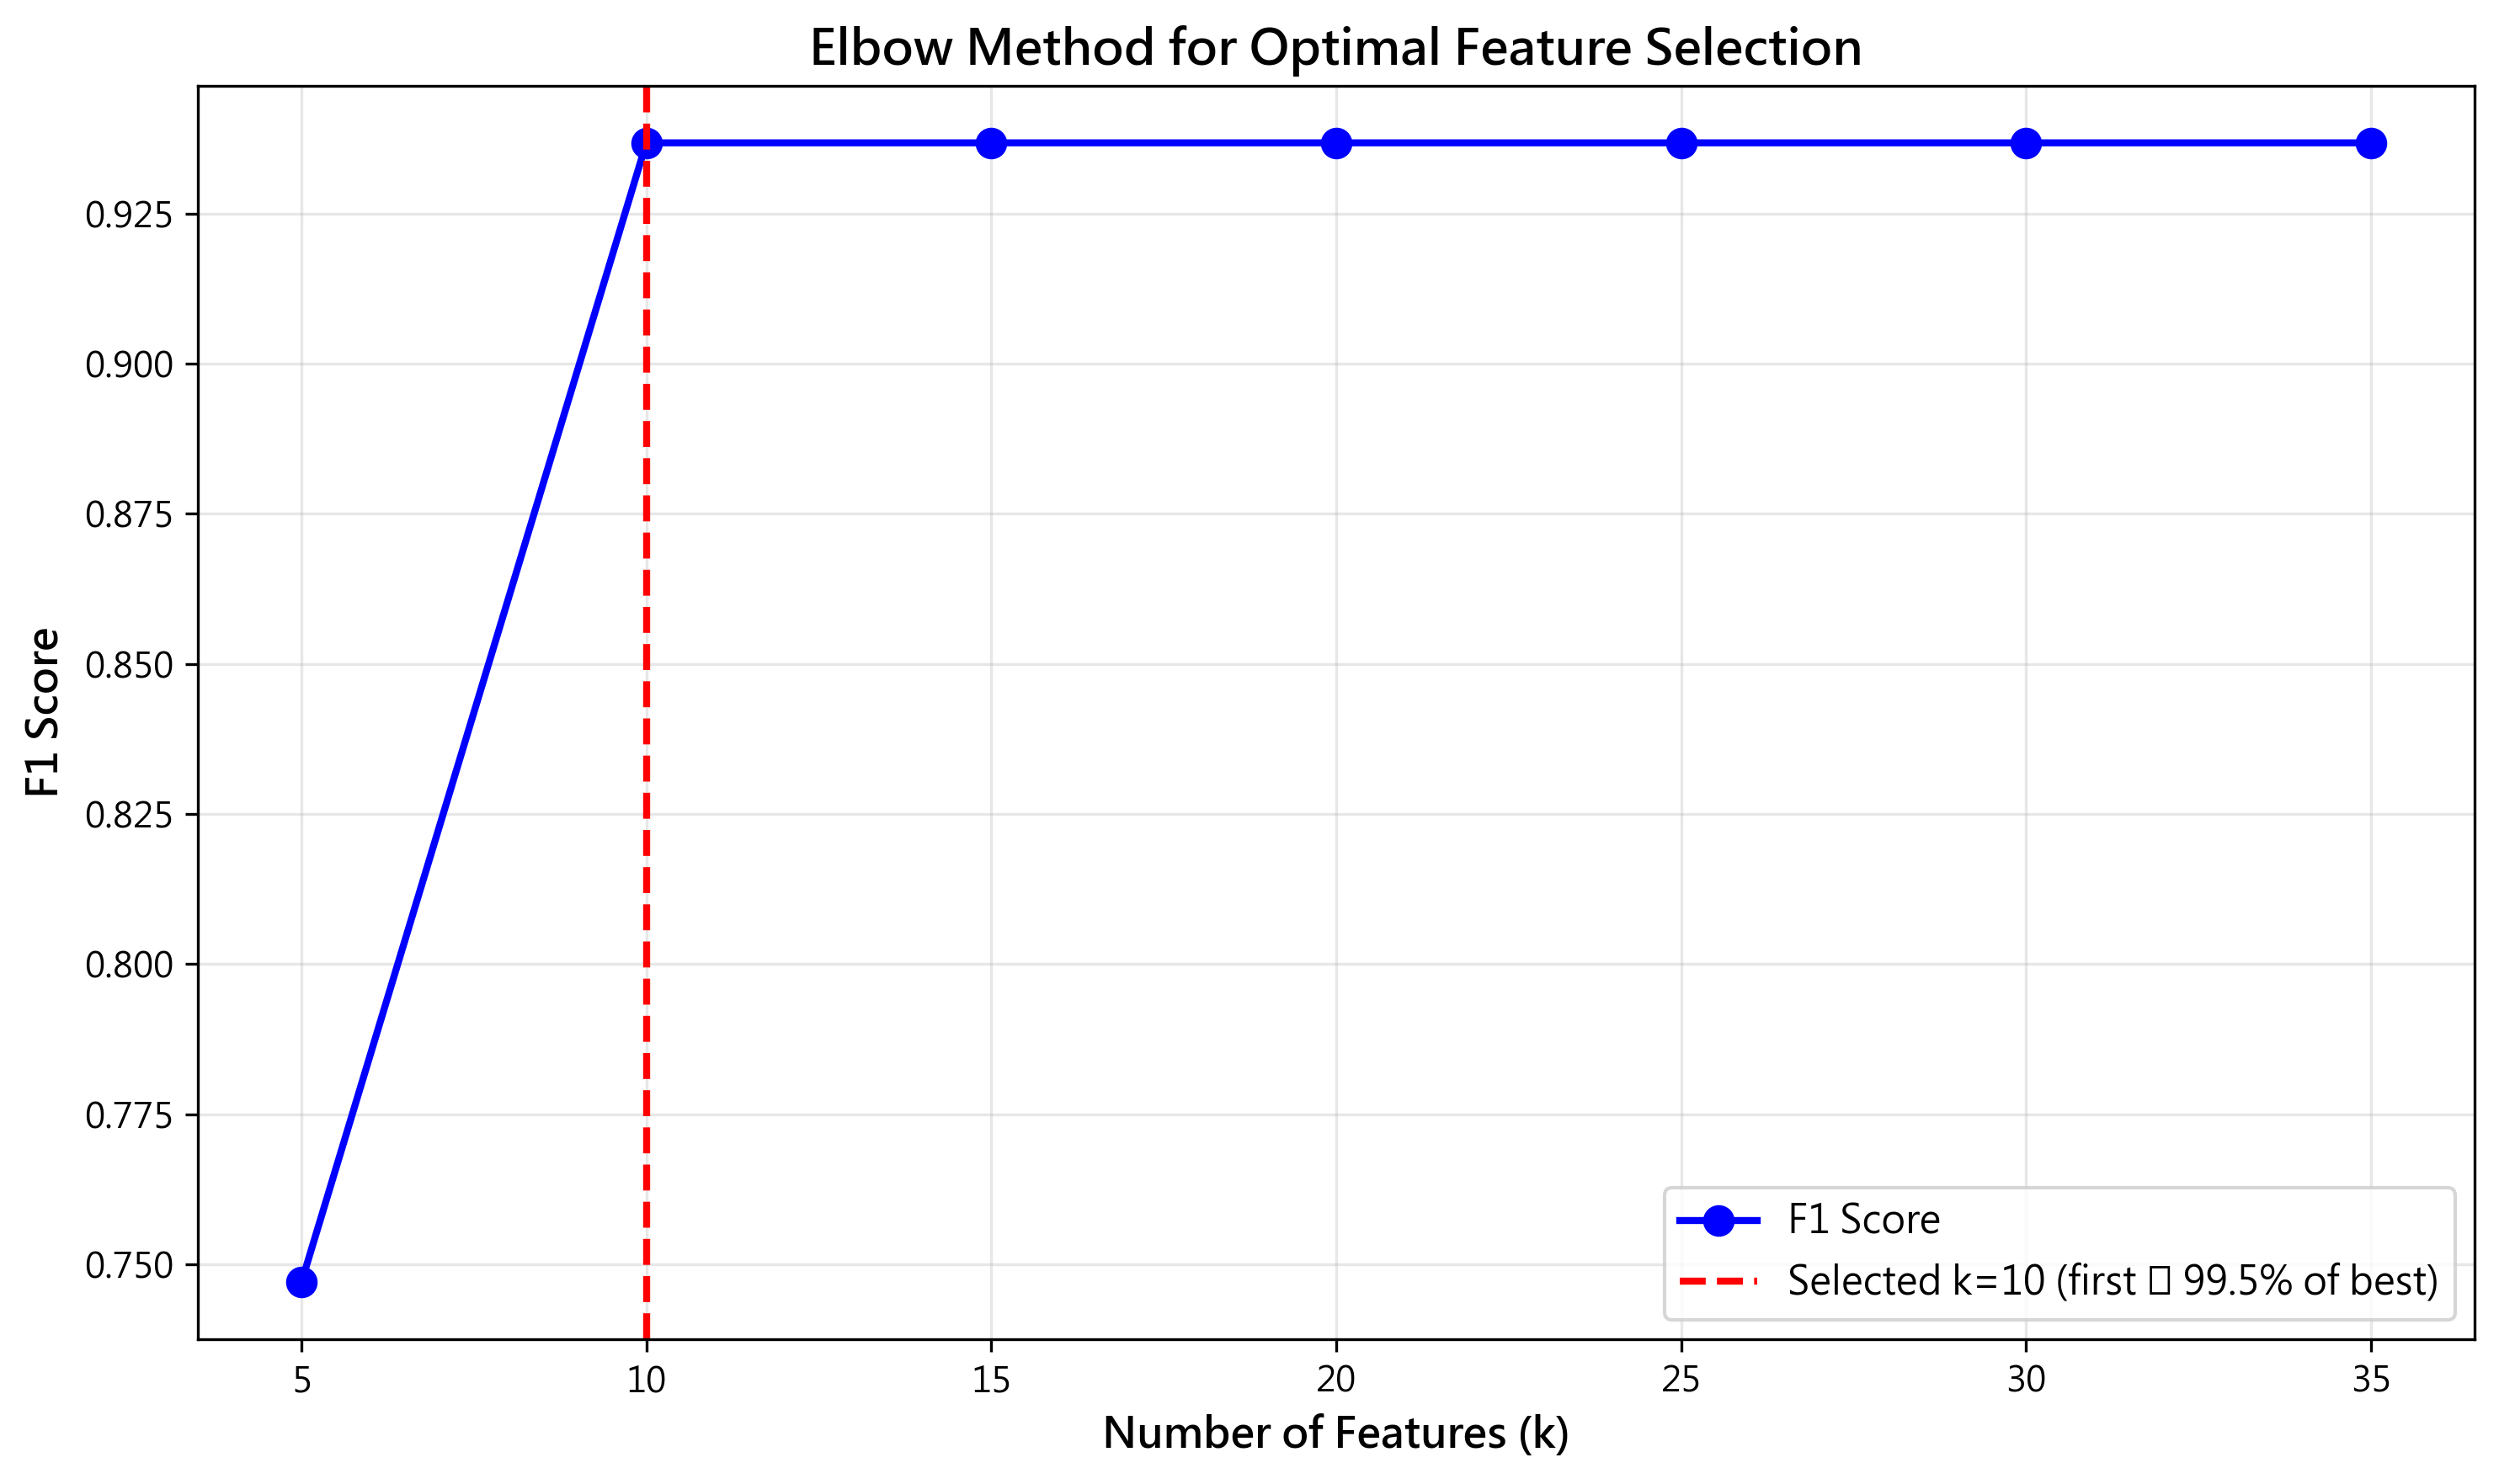 Elbow Method for Optimal Feature Selection
F1 Score
0.925
0.900
0.875
0.850
0.825
0.800
0.775
0.750
5 10 15 20 25 30 35
Number of Features (k)
F1 Score
Selected k=10 (first □ 99.5% of best)